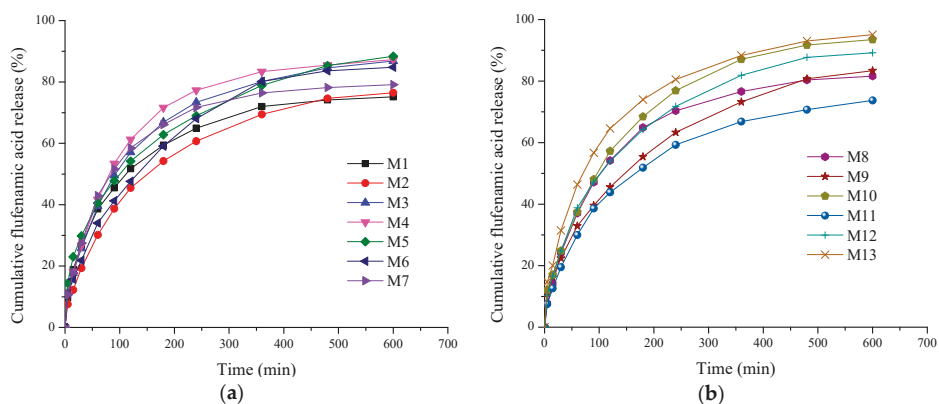 Cumulative flufenamic acid release (%)
100
80
60
40
20
0
M1
M2
M3
M4
M5
M6
M7
0 100 200 300 400 500 600 700
Time (min)
(a)
Cumulative flufenamic acid release (%)
100
80
60
40
20
0
M8
M9
M10
M11
M12
M13
0 100 200 300 400 500 600 700
Time (min)
(b)